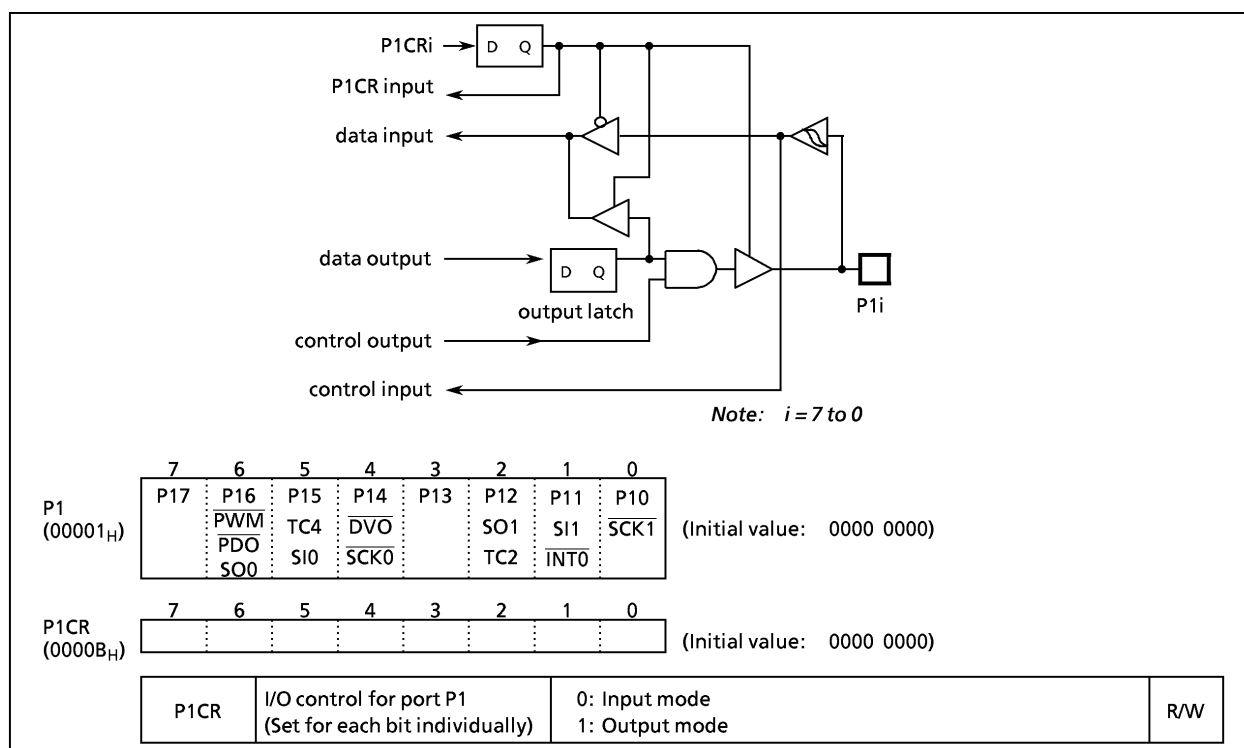 P1CRi
D Q
P1CR input
data input
data output
D Q
output latch
P1i
control output
control input
Note: i = 7 to 0
7 6 5 4 3 2 1 0
P1
(00001H)
P17 P16 P15 P14 P13 P12 P11 P10
PWM TC4 DVO SO1 SI1 SCK1
PDO SI0 SCK0 TC2 INT0
SO0
(Initial value: 0000 0000)
7 6 5 4 3 2 1 0
P1CR
(0000BH)
(Initial value: 0000 0000)
P1CR
I/O control for port P1
(Set for each bit individually)
0: Input mode
1: Output mode
R/W